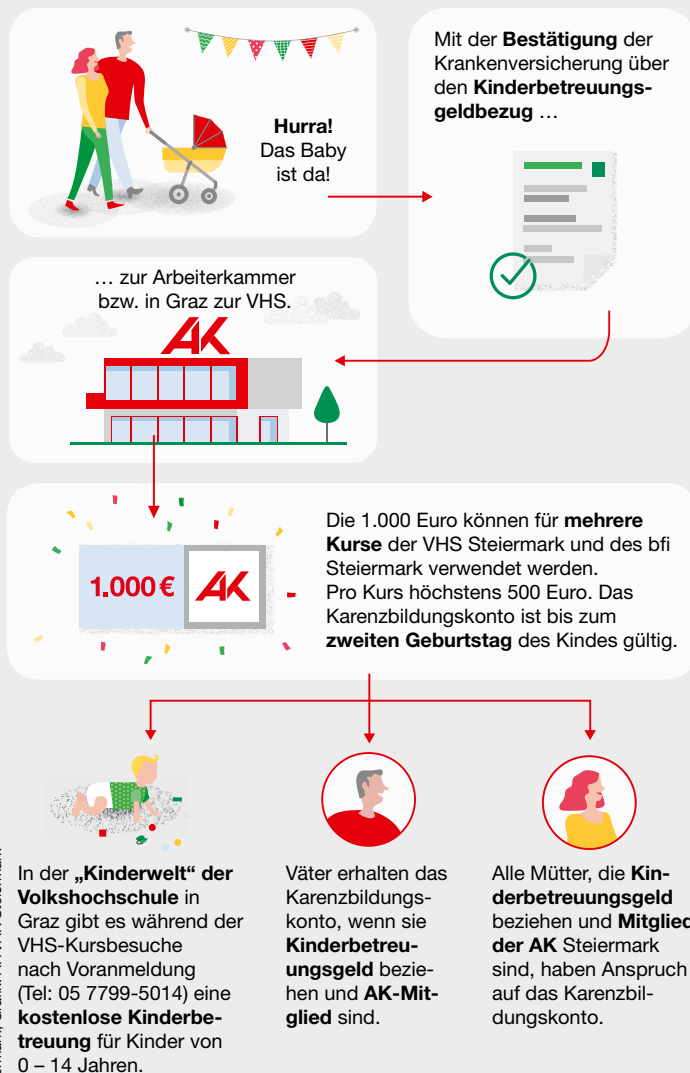 Hurra!
Das Baby
ist da!
Mit der Bestätigung der
Krankenversicherung über
den Kinderbetreuungs-
geldbezug …
… zur Arbeiterkammer
bzw. in Graz zur VHS.
AK
1.000 € AK
Die 1.000 Euro können für mehrere
Kurse der VHS Steiermark und des bfi
Steiermark verwendet werden.
Pro Kurs höchstens 500 Euro. Das
Karenzbildungskonto ist bis zum
zweiten Geburtstag des Kindes gültig.
In der „Kinderwelt“ der
Volkshochschule in
Graz gibt es während der
VHS-Kursbesuche
nach Voranmeldung
(Tel: 05 7799-5014) eine
kostenlose Kinderbe-
treuung für Kinder von
0 – 14 Jahren.
Väter erhalten das
Karenzbildungs-
konto, wenn sie
Kinderbetreu-
ungsgeld bezie-
hen und AK-Mit-
glied sind.
Alle Mütter, die Kin-
derbetreuungsgeld
beziehen und Mitglied
der AK Steiermark
sind, haben Anspruch
auf das Karenzbil-
dungskonto.